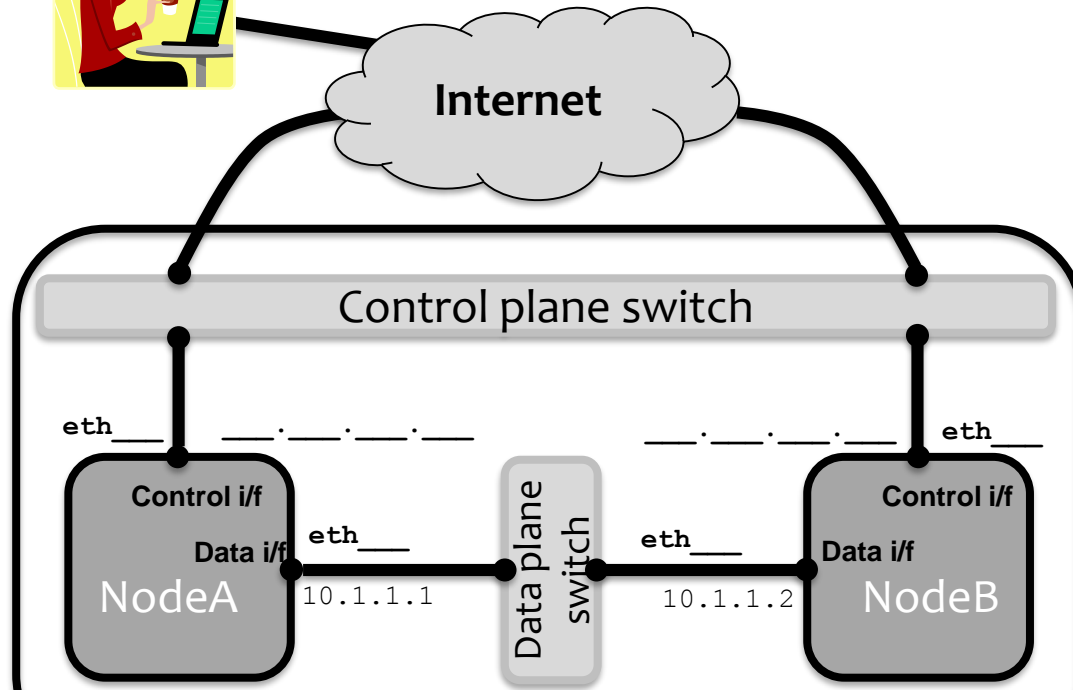 Internet
Control plane switch
eth___ ___.___.___.___ ___.___.___.___ eth___
Control i/f
Data i/f
eth___
10.1.1.1
NodeA
Data plane
switch
eth___
10.1.1.2
Control i/f
Data i/f
NodeB